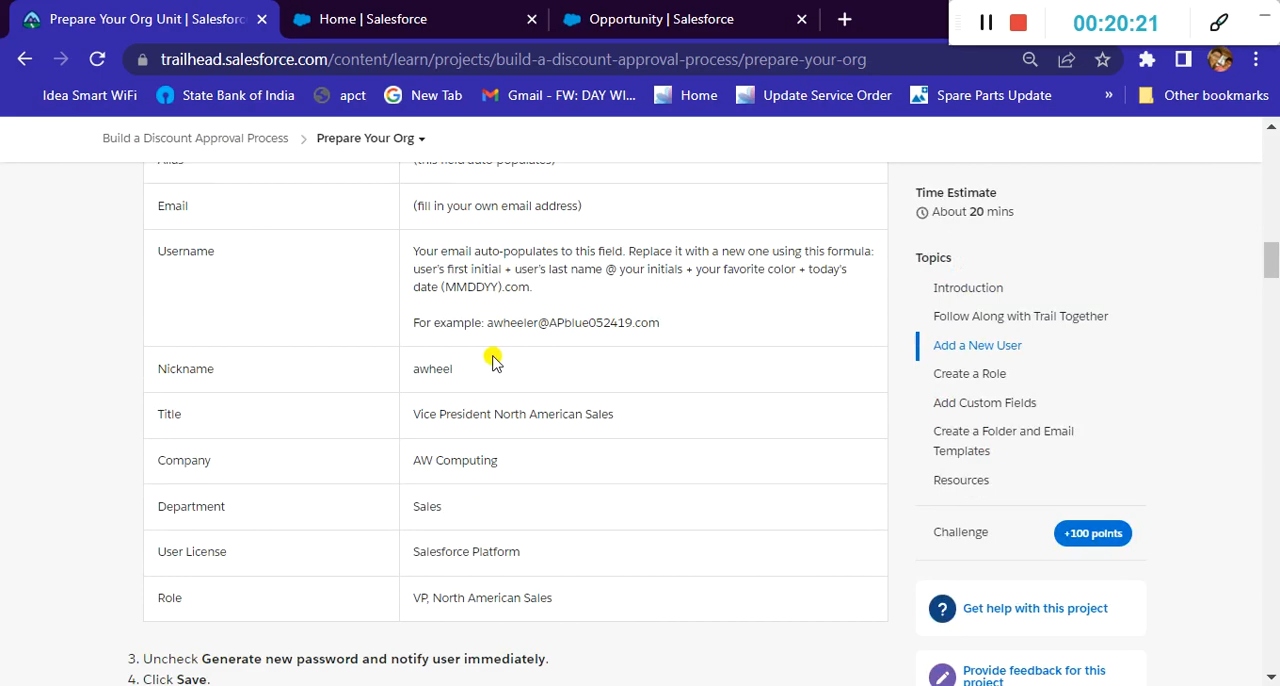 Prepare Your Org Unit | Salesforc
Home | Salesforce
Opportunity | Salesforce
00:20:21
trailhead.salesforce.com/content/learn/projects/build-a-discount-approval-process/prepare-your-org
Idea Smart WiFi
State Bank of India
apct
New Tab
Gmail - FW: DAY WI...
Home
Update Service Order
Spare Parts Update
»
Other bookmarks
Build a Discount Approval Process
Prepare Your Org
Alias
(this field auto-populates)
Email
(fill in your own email address)
Username
Your email auto-populates to this field. Replace it with a new one using this formula:
user's first initial + user's last name @ your initials + your favorite color + today's
date (MMDDYY).com.
For example: awheeler@APblue052419.com
Nickname
awheel
Title
Vice President North American Sales
Company
AW Computing
Department
Sales
User License
Salesforce Platform
Role
VP, North American Sales
3. Uncheck Generate new password and notify user immediately.
4. Click Save.
Time Estimate
About 20 mins
Topics
Introduction
Follow Along with Trail Together
Add a New User
Create a Role
Add Custom Fields
Create a Folder and Email
Templates
Resources
Challenge
+100 points
Get help with this project
Provide feedback for this
project